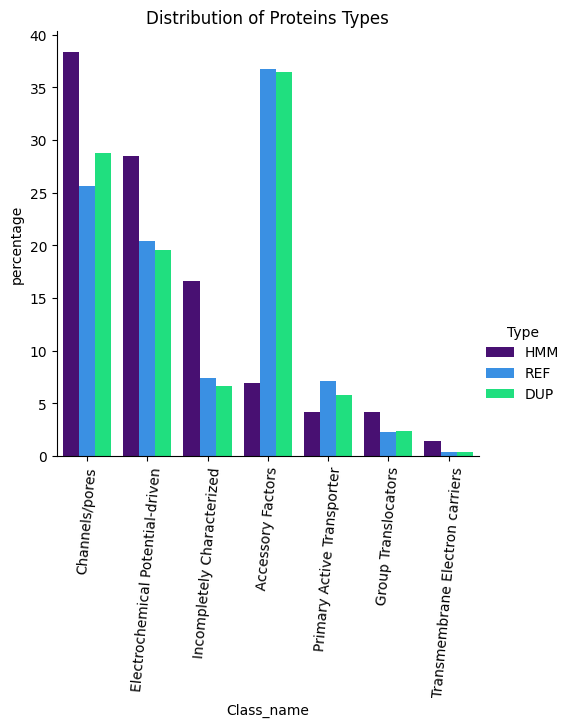 Distribution of Proteins Types
40
35
30
25
20
15
10
5
0
percentage
Channels/pores
Electrochemical Potential-driven
Incompletely Characterized
Accessory Factors
Primary Active Transporter
Group Translocators
Transmembrane Electron carriers
Class_name
Type
HMM
REF
DUP